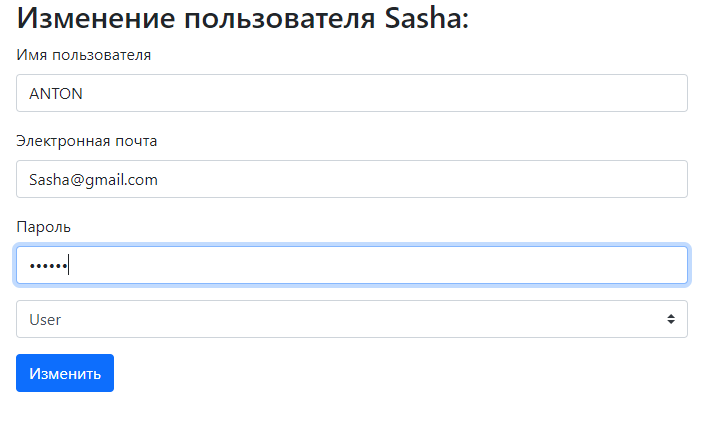 Изменение пользователя Sasha:
Имя пользователя
ANTON
Электронная почта
Sasha@gmail.com
Пароль
••••••
User
Изменить